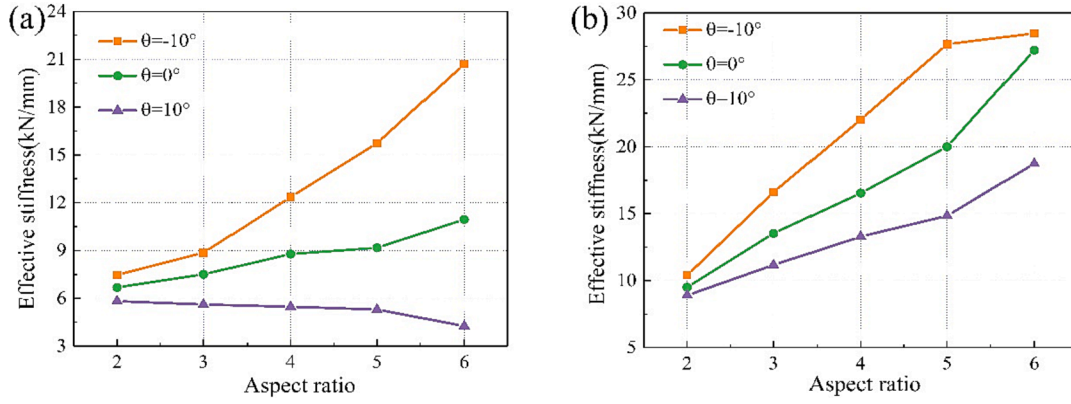 (a)
Effective stiffness(kN/mm)
24
21
18
15
12
9
6
3
θ=-10°
θ=0°
θ=10°
2 3 4 5 6
Aspect ratio
(b)
Effective stiffness(kN/mm)
30
25
20
15
10
5
θ=-10°
θ=0°
θ=10°
2 3 4 5 6
Aspect ratio